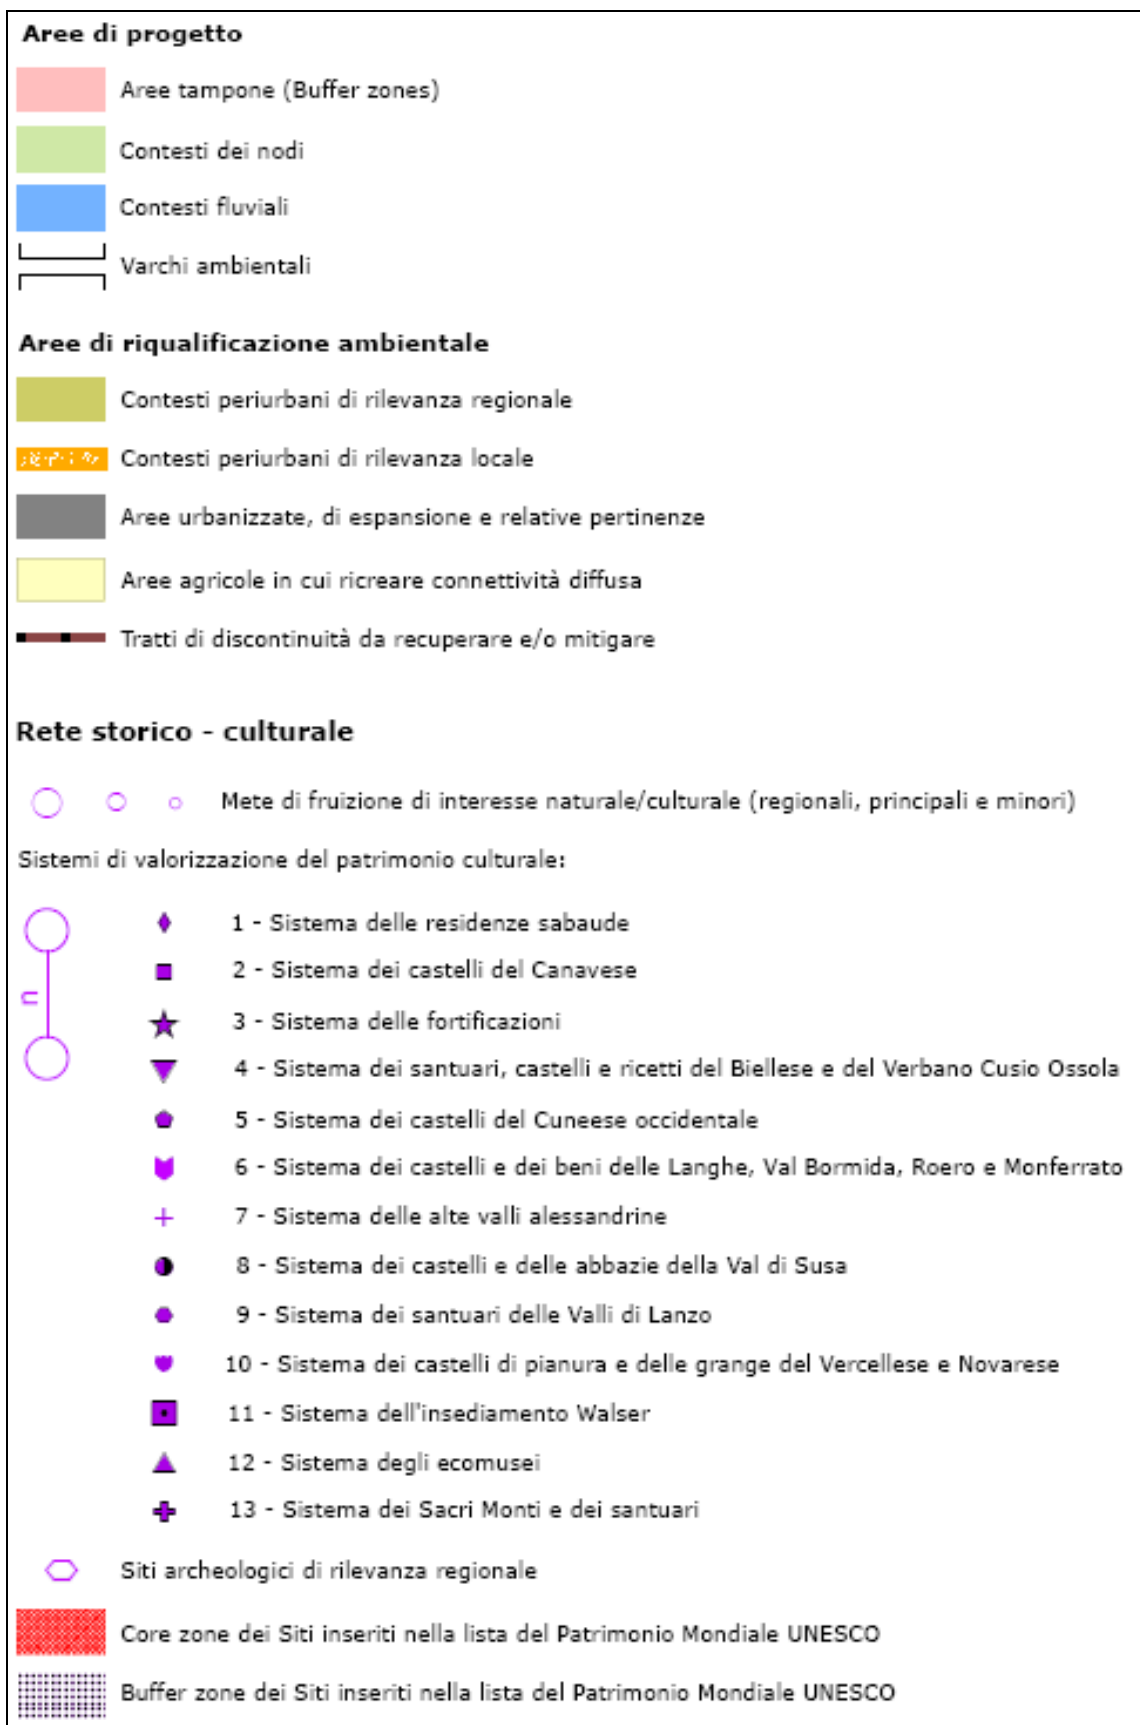 Aree di progetto
Aree tampone (Buffer zones)
Contesti dei nodi
Contesti fluviali
Varchi ambientali
Aree di riqualificazione ambientale
Contesti periurbani di rilevanza regionale
Contesti periurbani di rilevanza locale
Aree urbanizzate, di espansione e relative pertinenze
Aree agricole in cui ricreare connettività diffusa
Tratti di discontinuità da recuperare e/o mitigare
Rete storico - culturale
Mete di fruizione di interesse naturale/culturale (regionali, principali e minori)
Sistemi di valorizzazione del patrimonio culturale:
n
1 - Sistema delle residenze sabaude
2 - Sistema dei castelli del Canavese
3 - Sistema delle fortificazioni
4 - Sistema dei santuari, castelli e ricetti del Biellese e del Verbano Cusio Ossola
5 - Sistema dei castelli del Cuneese occidentale
6 - Sistema dei castelli e dei beni delle Langhe, Val Bormida, Roero e Monferrato
7 - Sistema delle alte valli alessandrine
8 - Sistema dei castelli e delle abbazie della Val di Susa
9 - Sistema dei santuari delle Valli di Lanzo
10 - Sistema dei castelli di pianura e delle grange del Vercellese e Novarese
11 - Sistema dell'insediamento Walser
12 - Sistema degli ecomusei
13 - Sistema dei Sacri Monti e dei santuari
Siti archeologici di rilevanza regionale
Core zone dei Siti inseriti nella lista del Patrimonio Mondiale UNESCO
Buffer zone dei Siti inseriti nella lista del Patrimonio Mondiale UNESCO